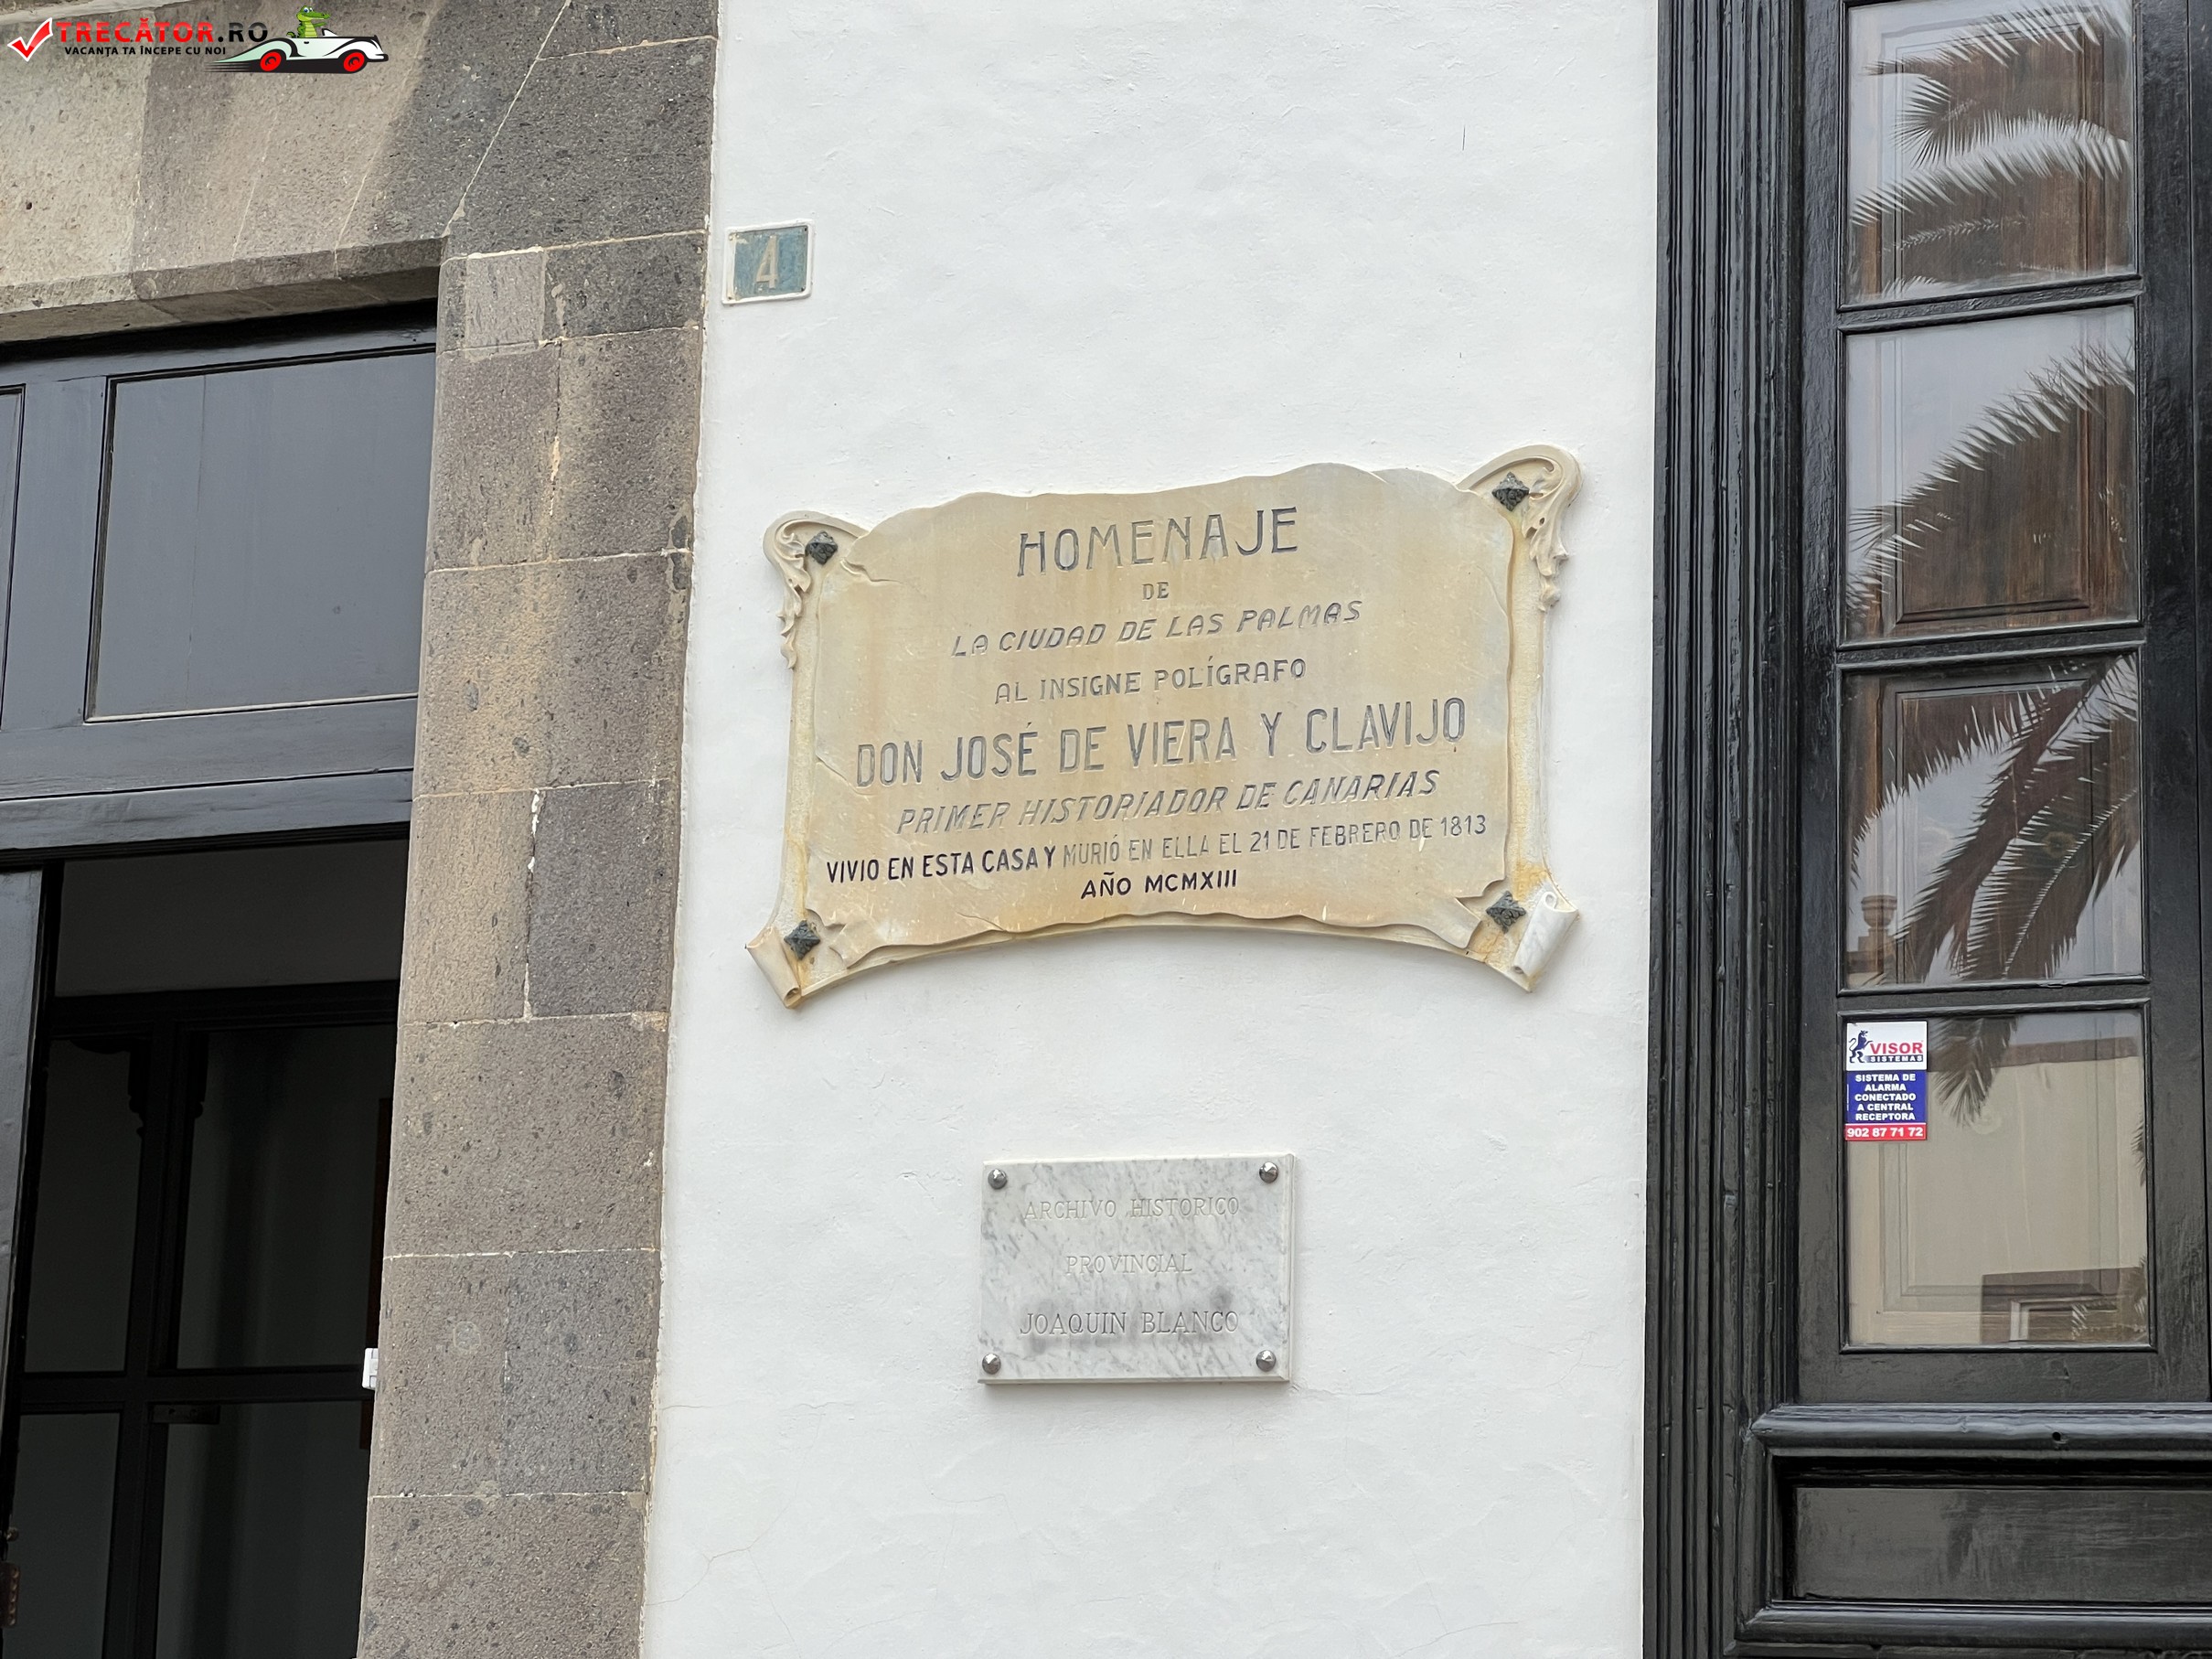 TRECĂTOR.RO
VACANȚA TA ÎNCEPE CU NOI
4
HOMENAJE
DE
LA CIUDAD DE LAS PALMAS
AL INSIGNE POLÍGRAFO
DON JOSÉ DE VIERA Y CLAVIJO
PRIMER HISTORIADOR DE CANARIAS
VIVIO EN ESTA CASA Y MURIÓ EN ELLA EL 21 DE FEBRERO DE 1813
AÑO MCMXIII
VISOR
SISTEMAS
SISTEMA DE
ALARMA
CONECTADO
A CENTRAL
RECEPTORA
902 87 71 72
ARCHIVO HISTORICO
PROVINCIAL
JOAQUIN BLANCO